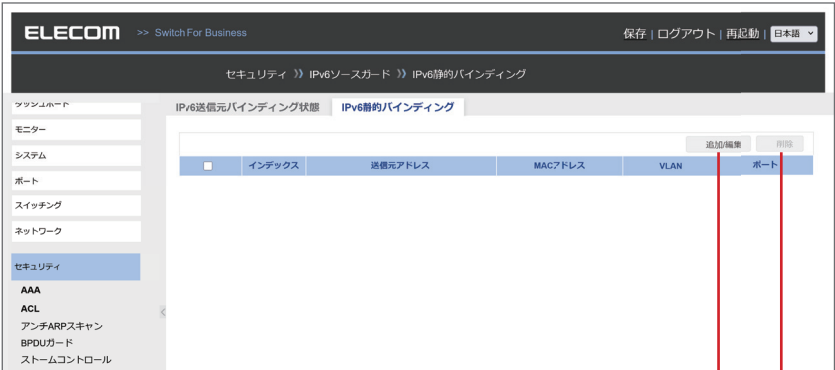 ELECOM >> Switch For Business 保存 | ログアウト | 再起動 | 日本語
セキュリティ 》 IPv6ソースガード 》 IPv6静的バインディング
ダッシュボード
IPv6送信元バインディング状態 IPv6静的バインディング
モニター
追加/編集 削除
システム
インデックス 送信元アドレス MACアドレス VLAN ポート
ポート
スイッチング
ネットワーク
セキュリティ
AAA
ACL
アンチARPスキャン
BPDUガード
ストームコントロール